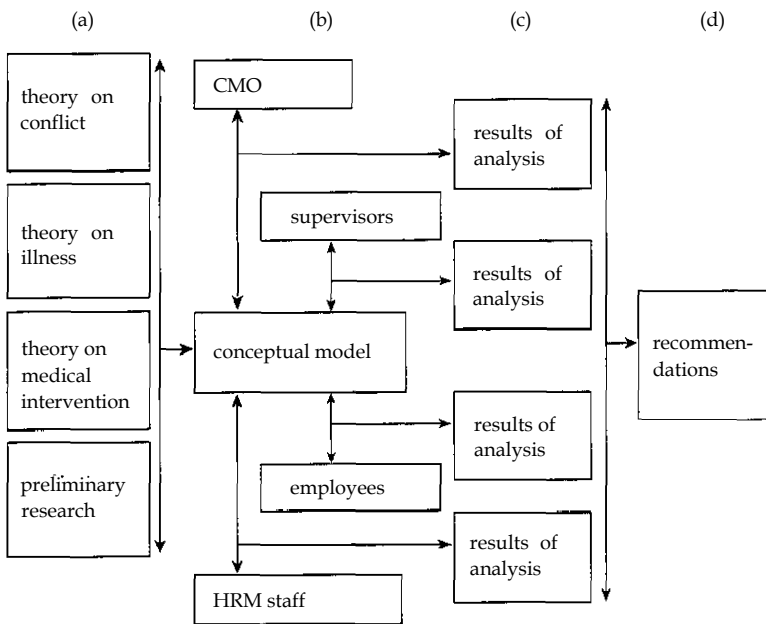 (a)
(b)
(c)
(d)
theory on
conflict
theory on
illness
theory on
medical
intervention
preliminary
research
CMO
supervisors
conceptual model
employees
HRM staff
results of
analysis
results of
analysis
results of
analysis
results of
analysis
recommen-
dations